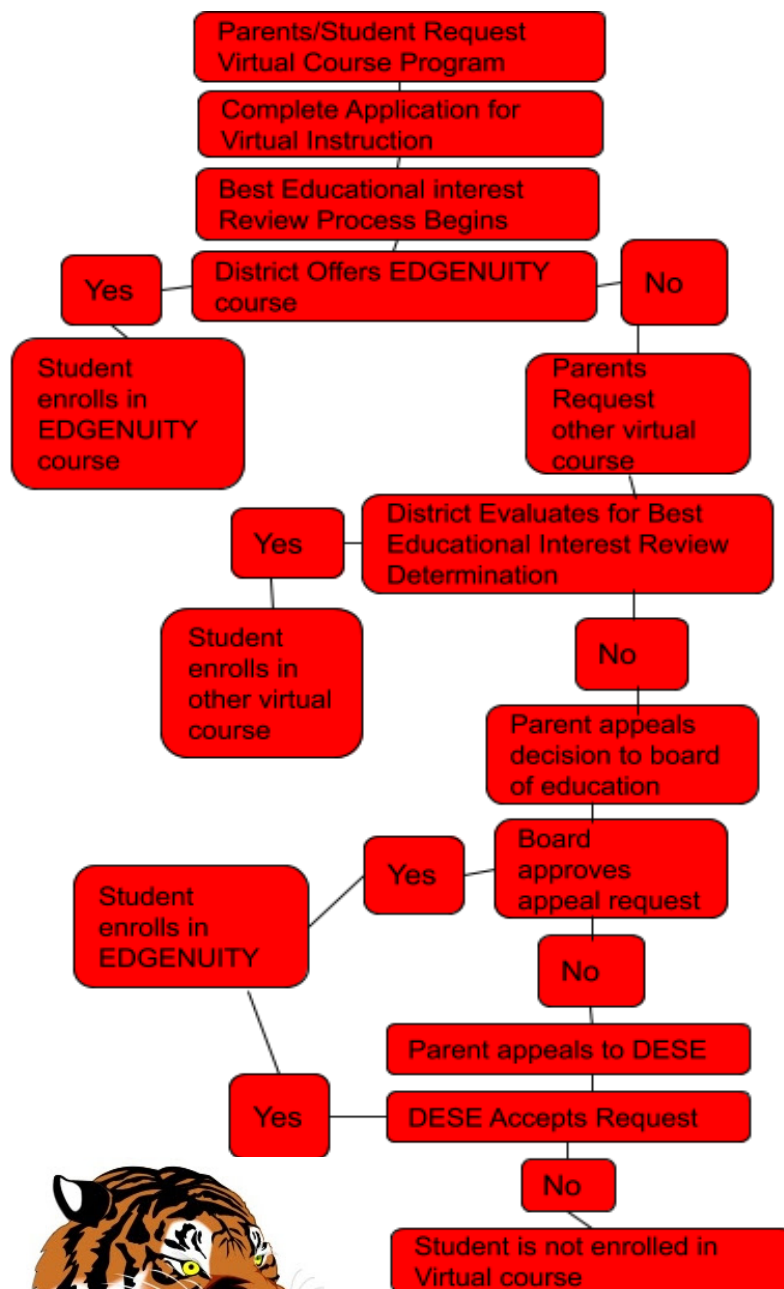 Parents/Student Request
Virtual Course Program
Complete Application for
Virtual Instruction
Best Educational interest
Review Process Begins
District Offers EDGENUITY
course
Yes
No
Student
enrolls in
EDGENUITY
course
Parents
Request
other virtual
course
District Evaluates for Best
Educational Interest Review
Determination
Yes
Student
enrolls in
other virtual
course
No
Parent appeals
decision to board
of education
Board
approves
appeal request
Yes
Student
enrolls in
EDGENUITY
No
Parent appeals to DESE
DESE Accepts Request
Yes
No
Student is not enrolled in
Virtual course